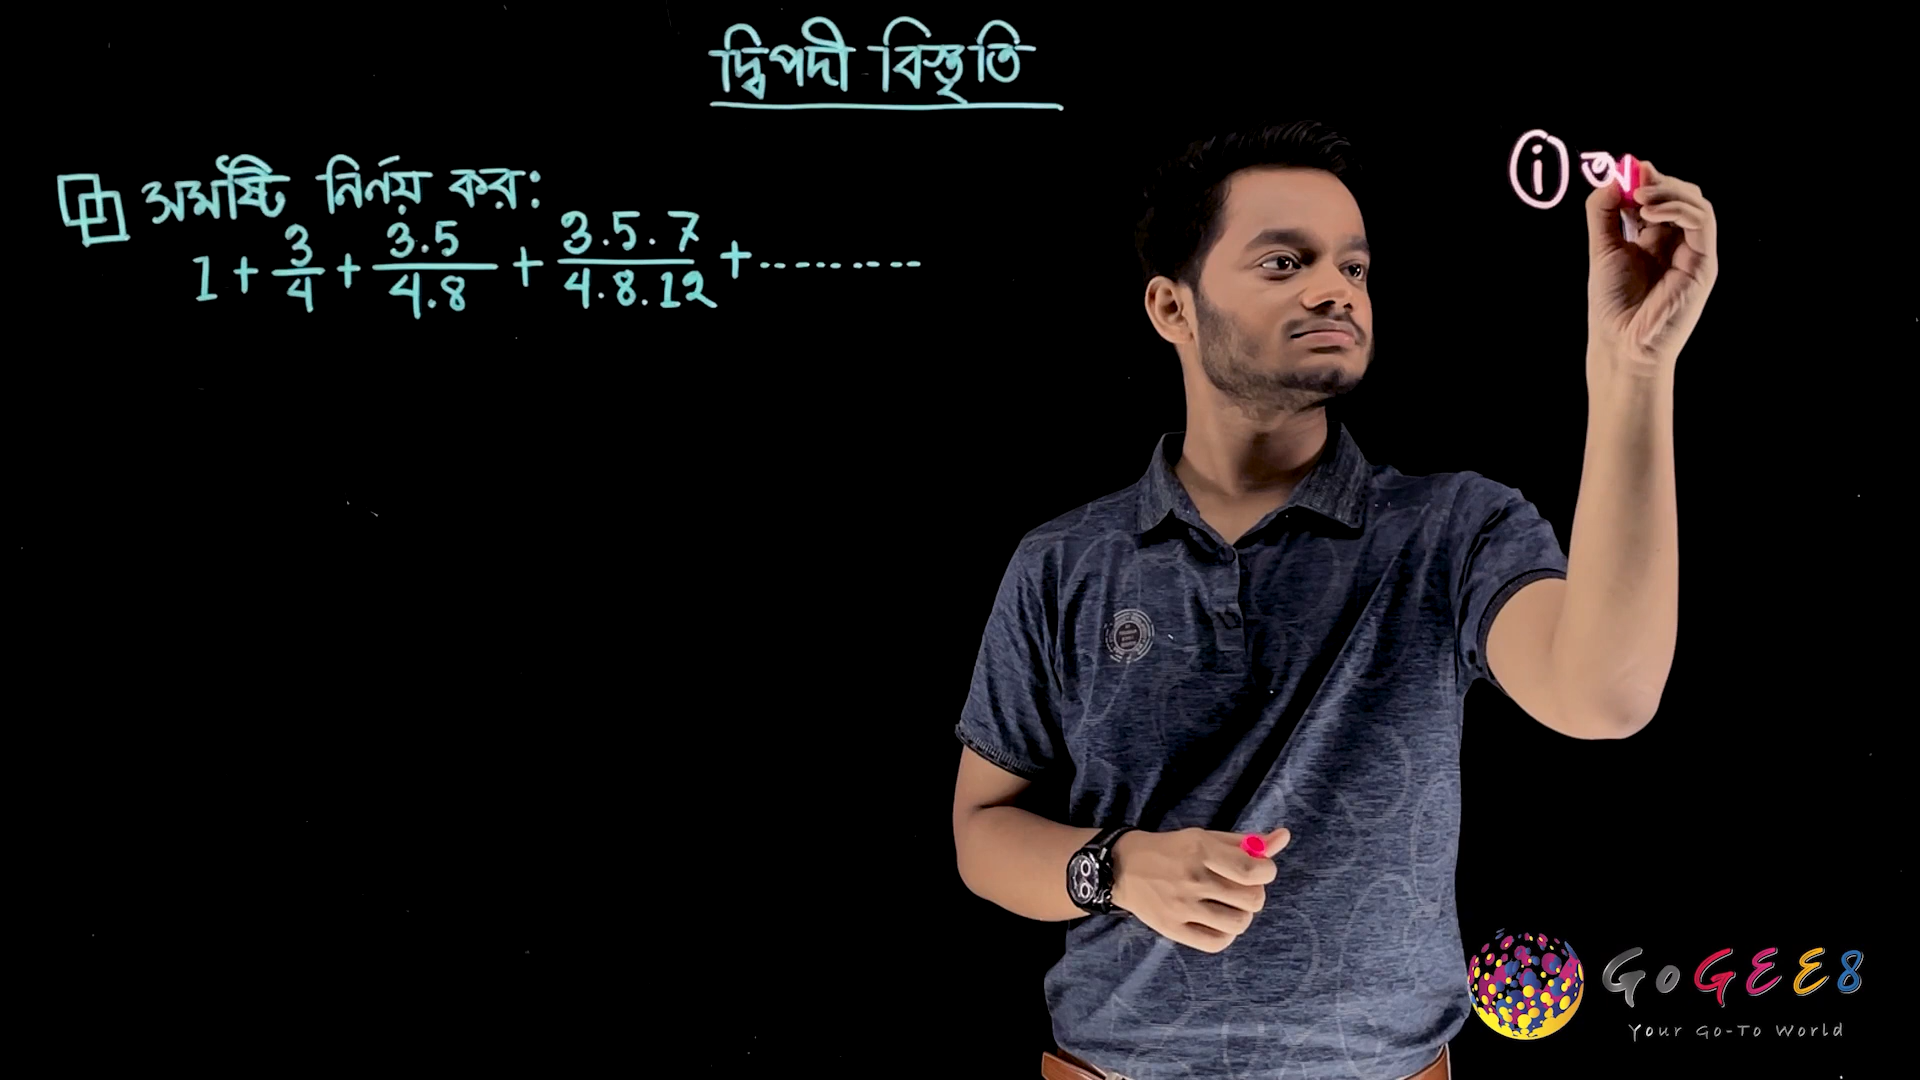 দ্বিপদী বিস্তৃতি
সমষ্টি নির্নয় কর:
1 + 3/4 + 3.5/4.8 + 3.5.7/4.8.12 + ..........
i অ
GoGEE8
Your Go-To World